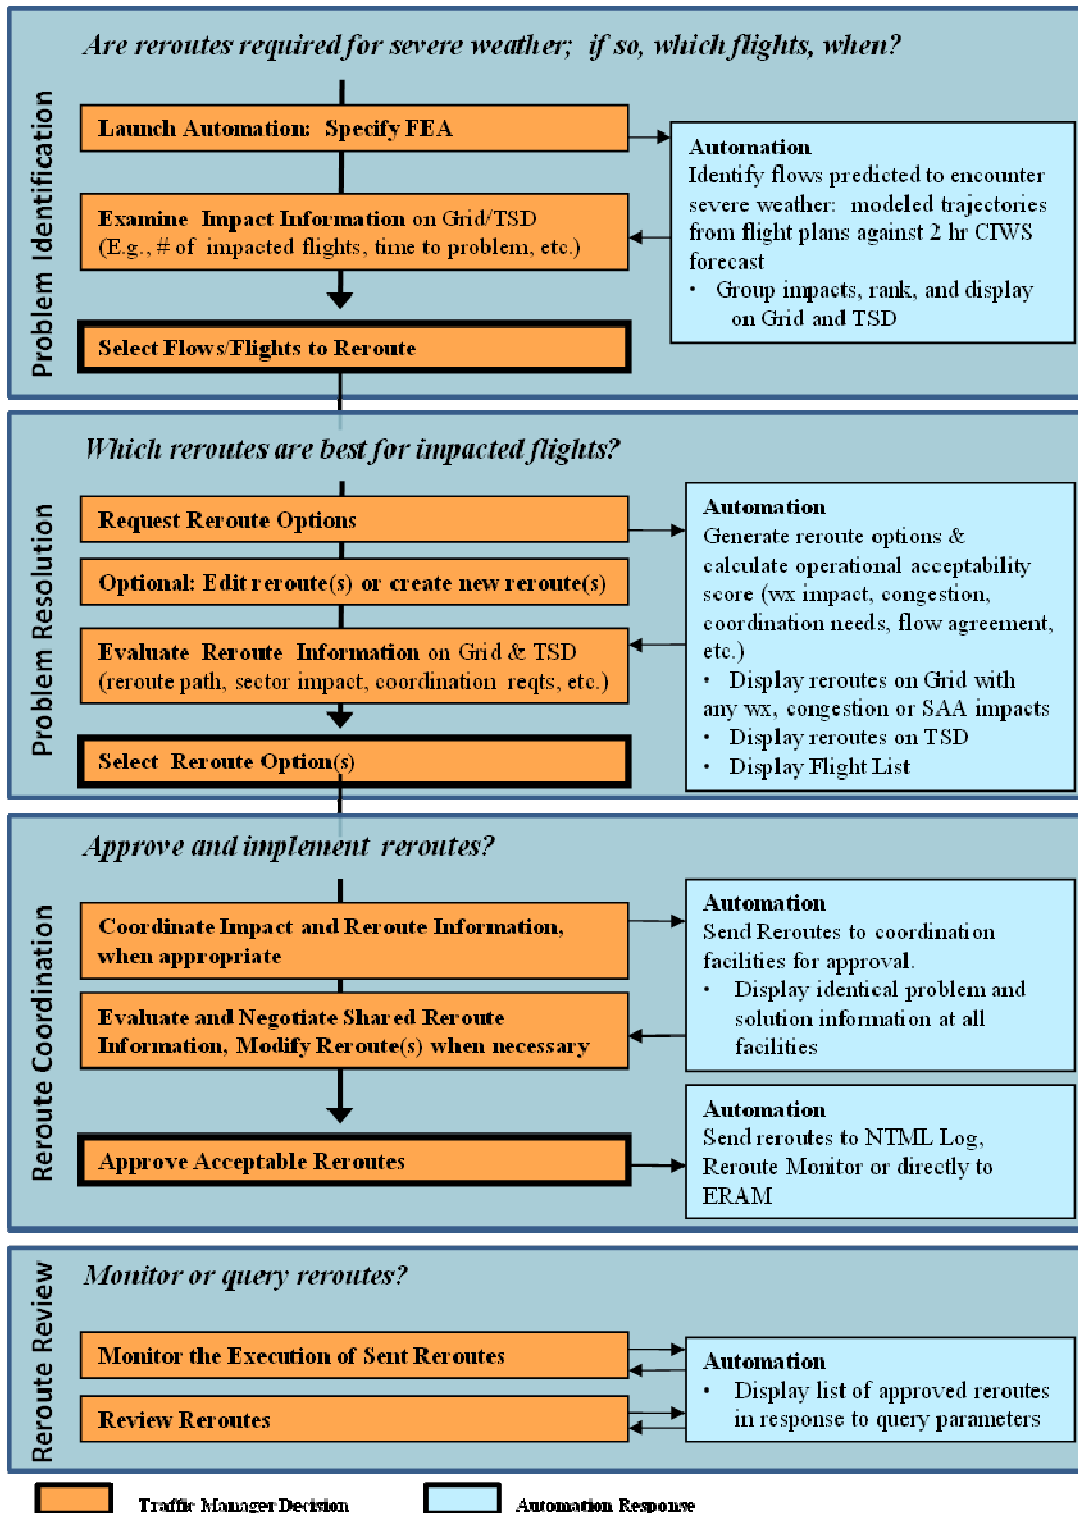 Problem Identification
Are reroutes required for severe weather; if so, which flights, when?
Launch Automation: Specify FEA
Examine Impact Information on Grid/TSD
(E.g., # of impacted flights, time to problem, etc.)
Select Flows/Flights to Reroute
Automation
Identify flows predicted to encounter
severe weather: modeled trajectories
from flight plans against 2 hr CIWS
forecast
• Group impacts, rank, and display
on Grid and TSD
Problem Resolution
Which reroutes are best for impacted flights?
Request Reroute Options
Optional: Edit reroute(s) or create new reroute(s)
Evaluate Reroute Information on Grid & TSD
(reroute path, sector impact, coordination reqts, etc.)
Select Reroute Option(s)
Automation
Generate reroute options &
calculate operational acceptability
score (wx impact, congestion,
coordination needs, flow agreement,
etc.)
• Display reroutes on Grid with
any wx, congestion or SAA impacts
• Display reroutes on TSD
• Display Flight List
Reroute Coordination
Approve and implement reroutes?
Coordinate Impact and Reroute Information,
when appropriate
Evaluate and Negotiate Shared Reroute
Information, Modify Reroute(s) when necessary
Approve Acceptable Reroutes
Automation
Send Reroutes to coordination
facilities for approval.
• Display identical problem and
solution information at all
facilities
Automation
Send reroutes to NTML Log,
Reroute Monitor or directly to
ERAM
Reroute Review
Monitor or query reroutes?
Monitor the Execution of Sent Reroutes
Review Reroutes
Automation
• Display list of approved reroutes
in response to query parameters
Traffic Manager Decision
Automation Response